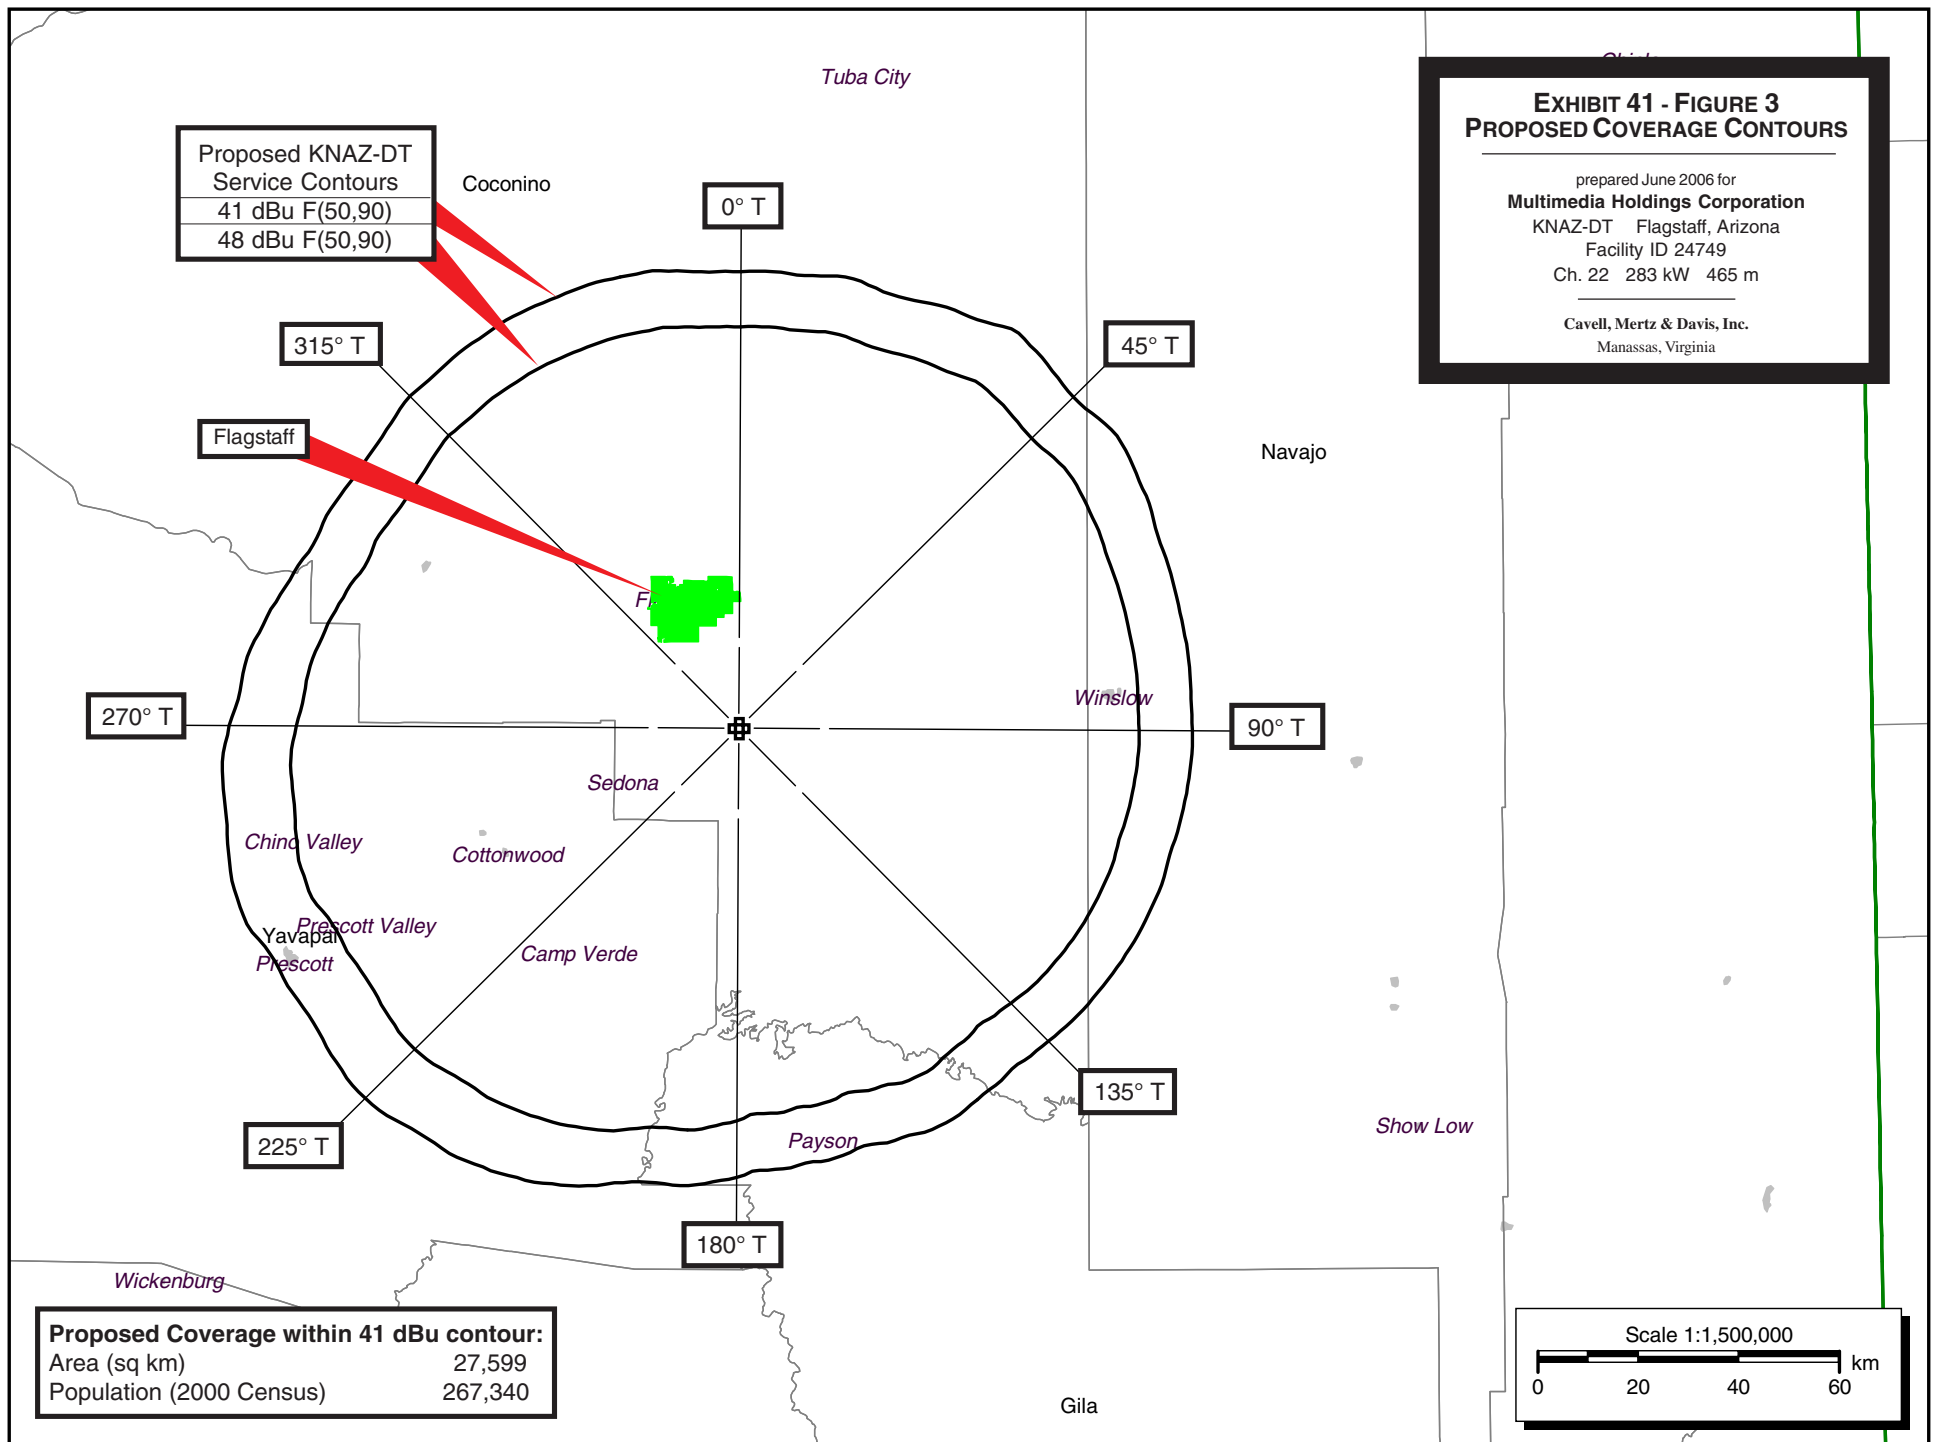 Tuba City
EXHIBIT 41 - FIGURE 3
PROPOSED COVERAGE CONTOURS
prepared June 2006 for
Multimedia Holdings Corporation
KNAZ-DT Flagstaff, Arizona
Facility ID 24749
Ch. 22 283 kW 465 m
Cavell, Mertz & Davis, Inc.
Manassas, Virginia
Proposed KNAZ-DT
Service Contours
41 dBu F(50,90)
48 dBu F(50,90)
Coconino
0° T
315° T
45° T
Flagstaff
Navajo
Winslow
270° T
90° T
Sedona
Chino Valley
Cottonwood
Prescott Valley
Yavapai
Prescott
Camp Verde
135° T
Show Low
225° T
Payson
180° T
Wickenburg
Proposed Coverage within 41 dBu contour:
Area (sq km) 27,599
Population (2000 Census) 267,340
Gila
Scale 1:1,500,000
km
0 20 40 60